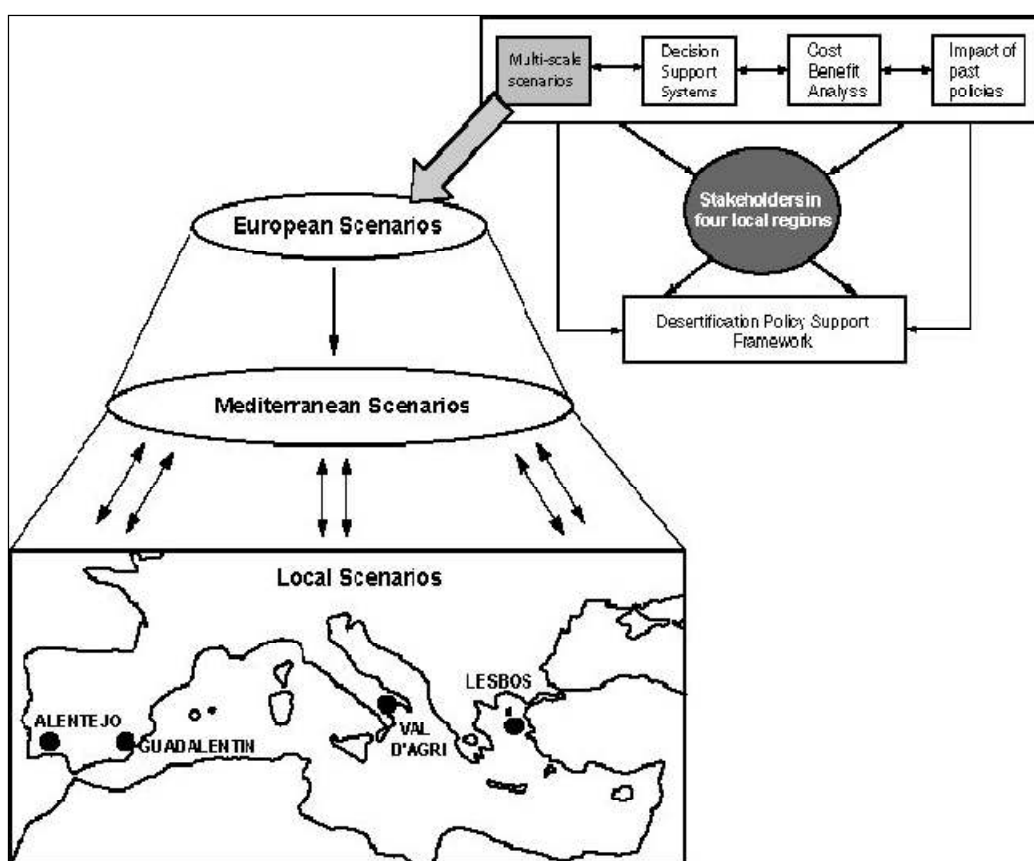 Multi-scale
scenarios
Decision
Support
Systems
Cost
Benefit
Analyss
Impact of
past
policies
Stakeholders in
four local regions
European Scenarios
Desertification Policy Support
Framework
Mediterranean Scenarios
Local Scenarios
LESBOS
ALENTEJO
GUADALENTIN
VAL
D'AGRI